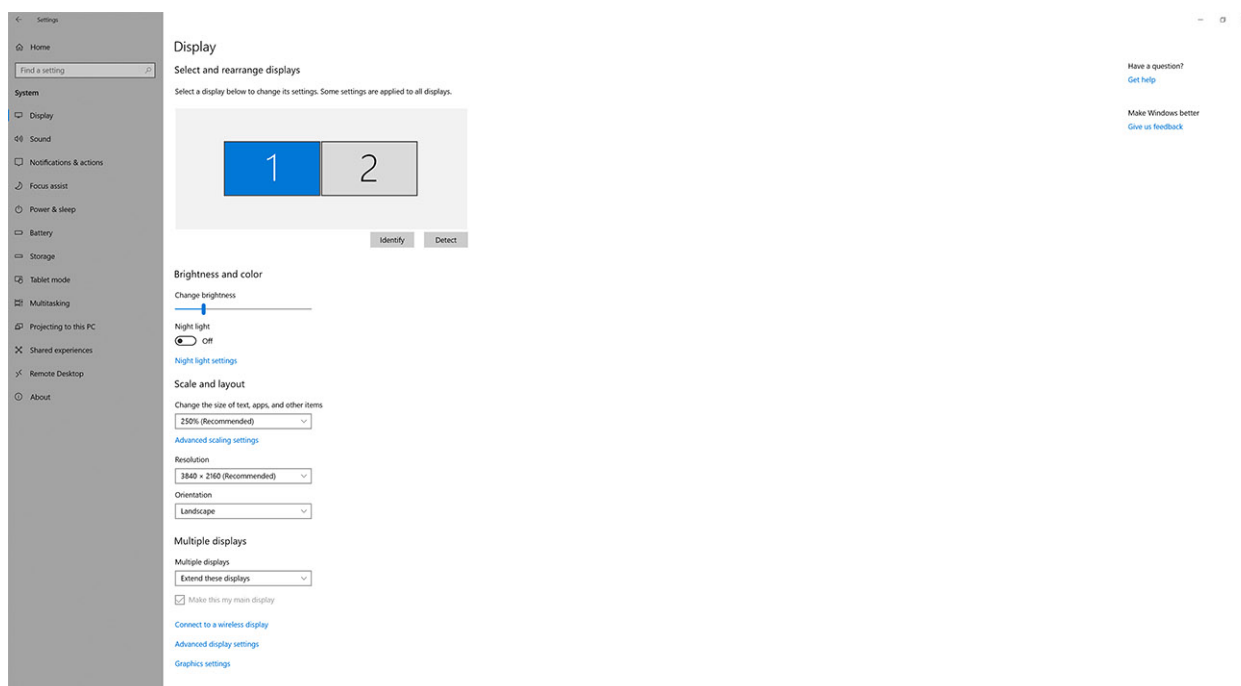 Settings
Home
Find a setting
System
Display
Sound
Notifications & actions
Focus assist
Power & sleep
Battery
Storage
Tablet mode
Multitasking
Projecting to this PC
Shared experiences
Remote Desktop
About
Display
Select and rearrange displays
Select a display below to change its settings. Some settings are applied to all displays.
1 2
Identify Detect
Brightness and color
Change brightness
Night light
Off
Night light settings
Scale and layout
Change the size of text, apps, and other items
250% (Recommended)
Advanced scaling settings
Resolution
3840 × 2160 (Recommended)
Orientation
Landscape
Multiple displays
Multiple displays
Extend these displays
Make this my main display
Connect to a wireless display
Advanced display settings
Graphics settings
Have a question?
Get help
Make Windows better
Give us feedback